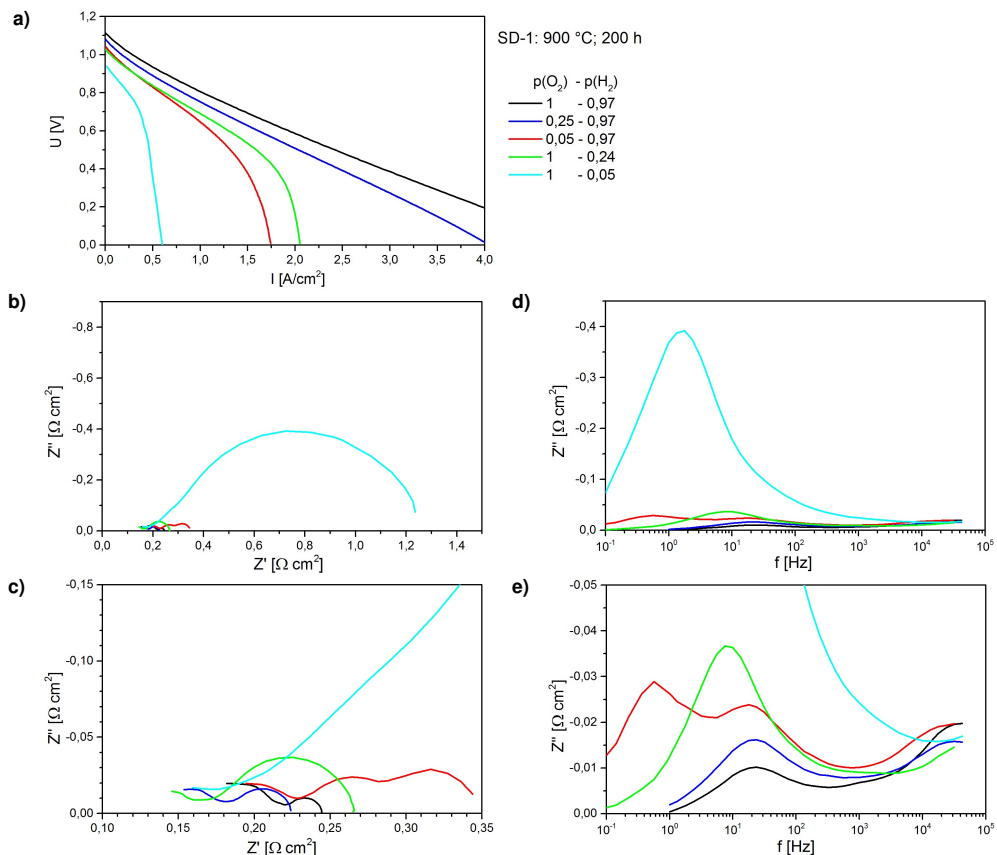 a)
U [V]
1,2
1,0
0,8
0,6
0,4
0,2
0,0
0,0 0,5 1,0 1,5 2,0 2,5 3,0 3,5 4,0
I [A/cm²]
SD-1: 900 °C; 200 h
p(O₂) - p(H₂)
1 - 0,97
0,25 - 0,97
0,05 - 0,97
1 - 0,24
1 - 0,05
b)
Z'' [Ω cm²]
-0,8
-0,6
-0,4
-0,2
0,0
0,0 0,2 0,4 0,6 0,8 1,0 1,2 1,4
Z' [Ω cm²]
d)
Z'' [Ω cm²]
-0,4
-0,3
-0,2
-0,1
0,0
10⁻¹ 10⁰ 10¹ 10² 10³ 10⁴ 10⁵
f [Hz]
c)
Z'' [Ω cm²]
-0,15
-0,10
-0,05
0,00
0,10 0,15 0,20 0,25 0,30 0,35
Z' [Ω cm²]
e)
Z'' [Ω cm²]
-0,05
-0,04
-0,03
-0,02
-0,01
0,00
10⁻¹ 10⁰ 10¹ 10² 10³ 10⁴ 10⁵
f [Hz]